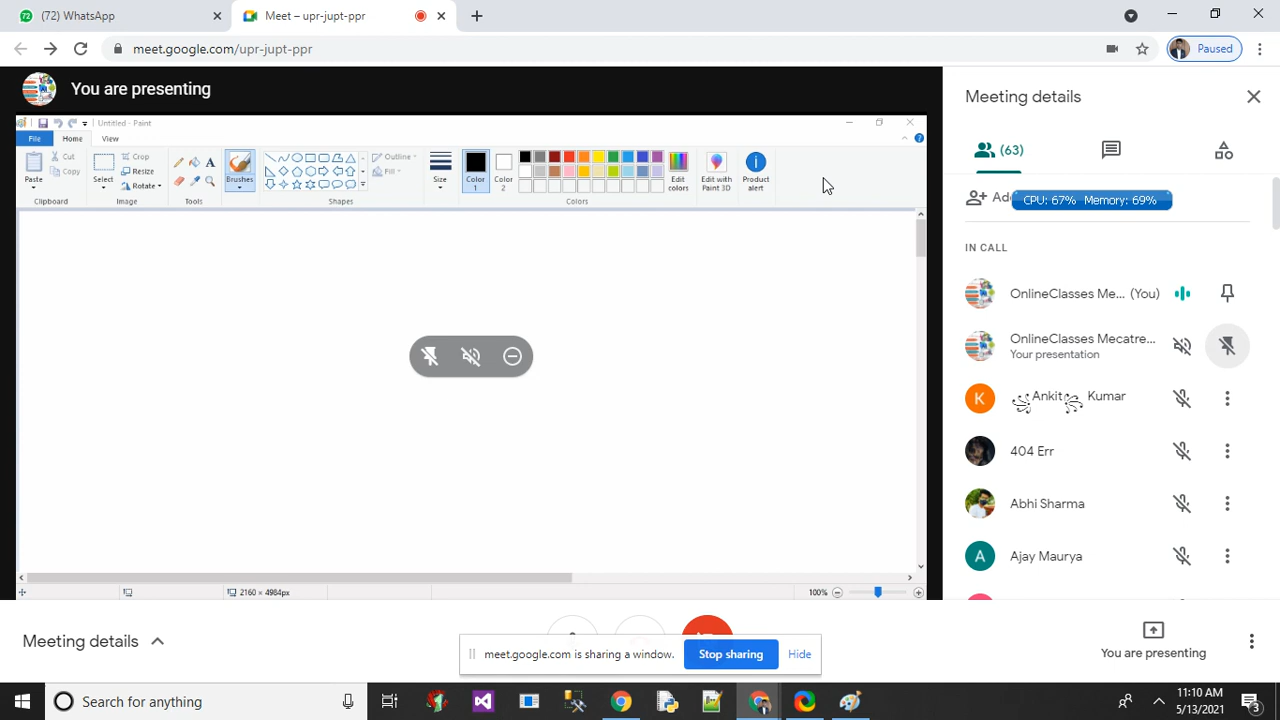 (72) WhatsApp
Meet – upr-jupt-ppr
meet.google.com/upr-jupt-ppr
Paused
You are presenting
Untitled - Paint
File
Home
View
Paste
Cut
Copy
Clipboard
Select
Crop
Resize
Rotate
Image
A
Tools
Brushes
Outline
Fill
Shapes
Size
Color
1
Color
2
Colors
Edit
colors
Edit with
Paint 3D
Product
alert
2160 × 4984px
100%
Meeting details
(63)
CPU: 67% Memory: 69%
IN CALL
OnlineClasses Me... (You)
OnlineClasses Mecatre...
Your presentation
K
Ankit Kumar
404 Err
Abhi Sharma
A
Ajay Maurya
Meeting details
meet.google.com is sharing a window.
Stop sharing
Hide
You are presenting
Search for anything
11:10 AM
5/13/2021
3